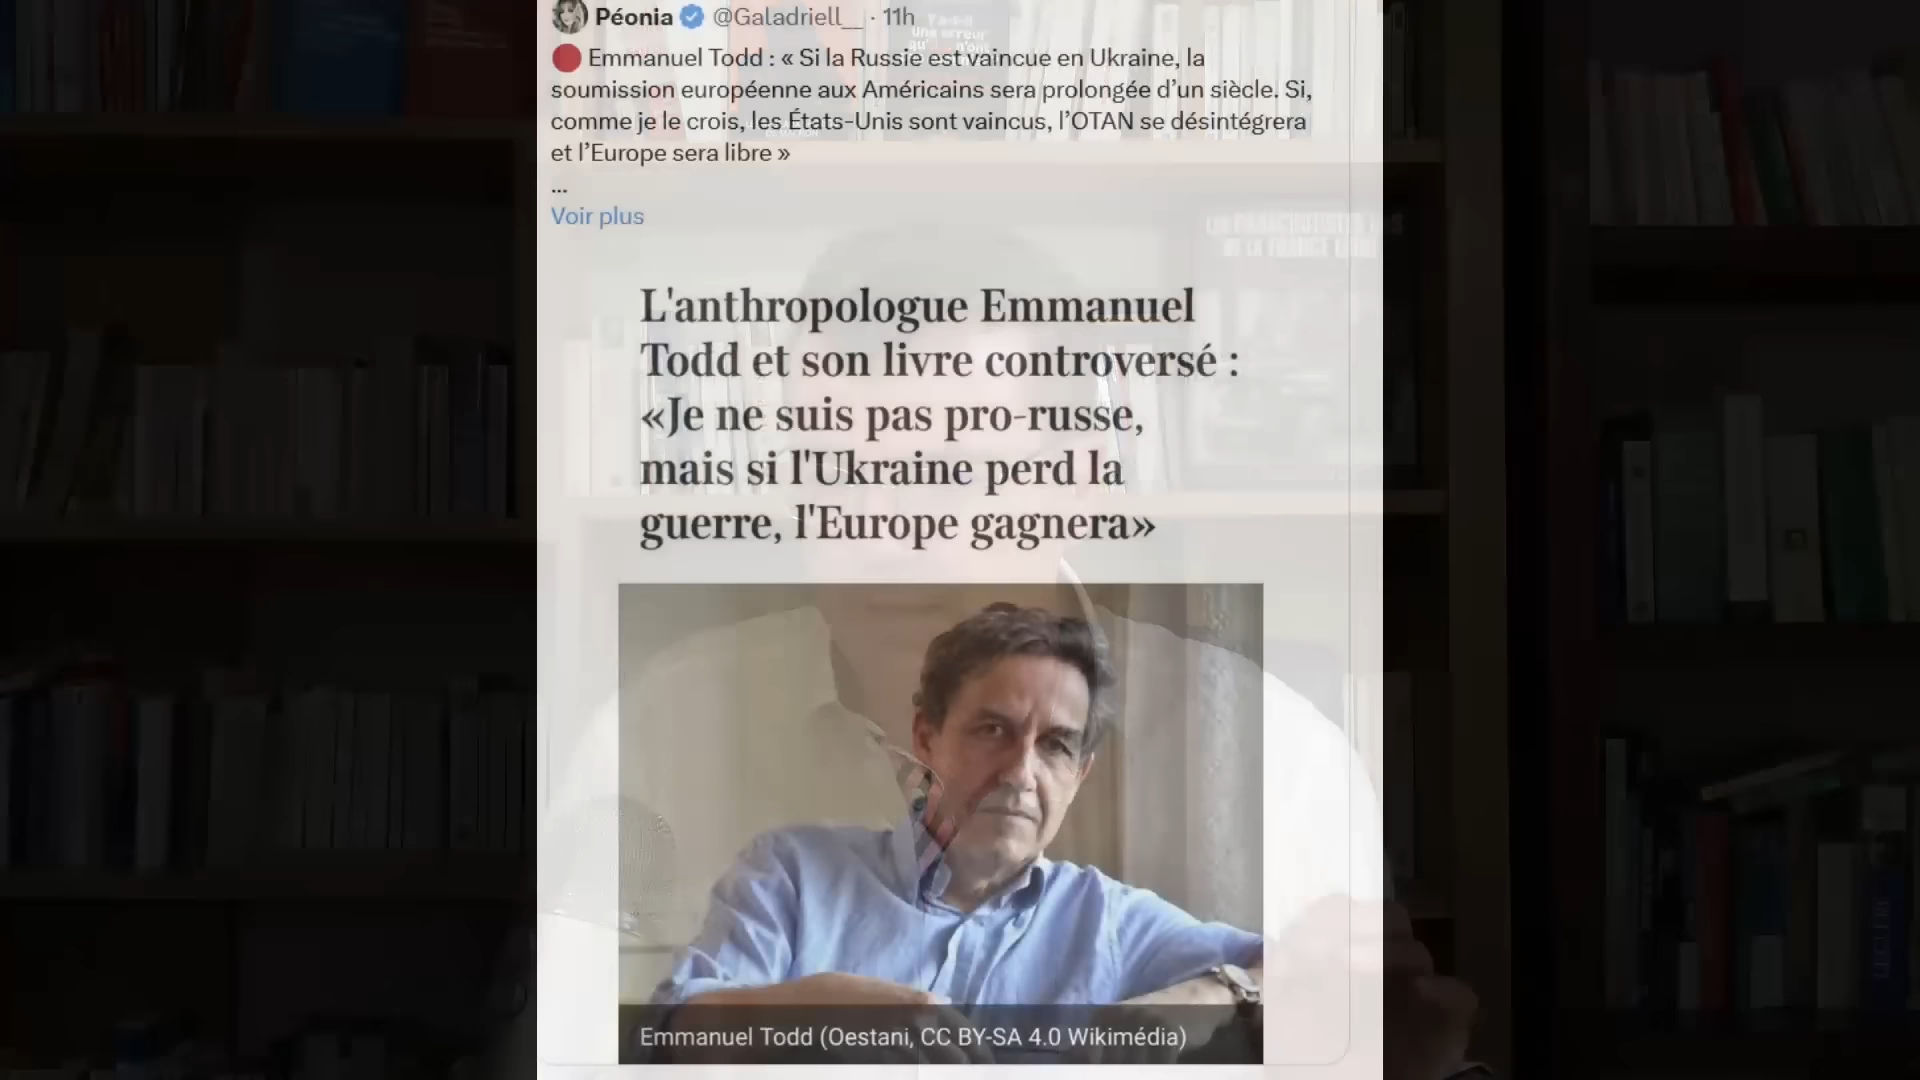 Péonia @Galadriell__ · 11h
Emmanuel Todd : « Si la Russie est vaincue en Ukraine, la
soumission européenne aux Américains sera prolongée d’un siècle. Si,
comme je le crois, les États-Unis sont vaincus, l’OTAN se désintégrera
et l’Europe sera libre »
...
Voir plus
L'anthropologue Emmanuel
Todd et son livre controversé :
«Je ne suis pas pro-russe,
mais si l'Ukraine perd la
guerre, l'Europe gagnera»
Emmanuel Todd (Oestani, CC BY-SA 4.0 Wikimédia)